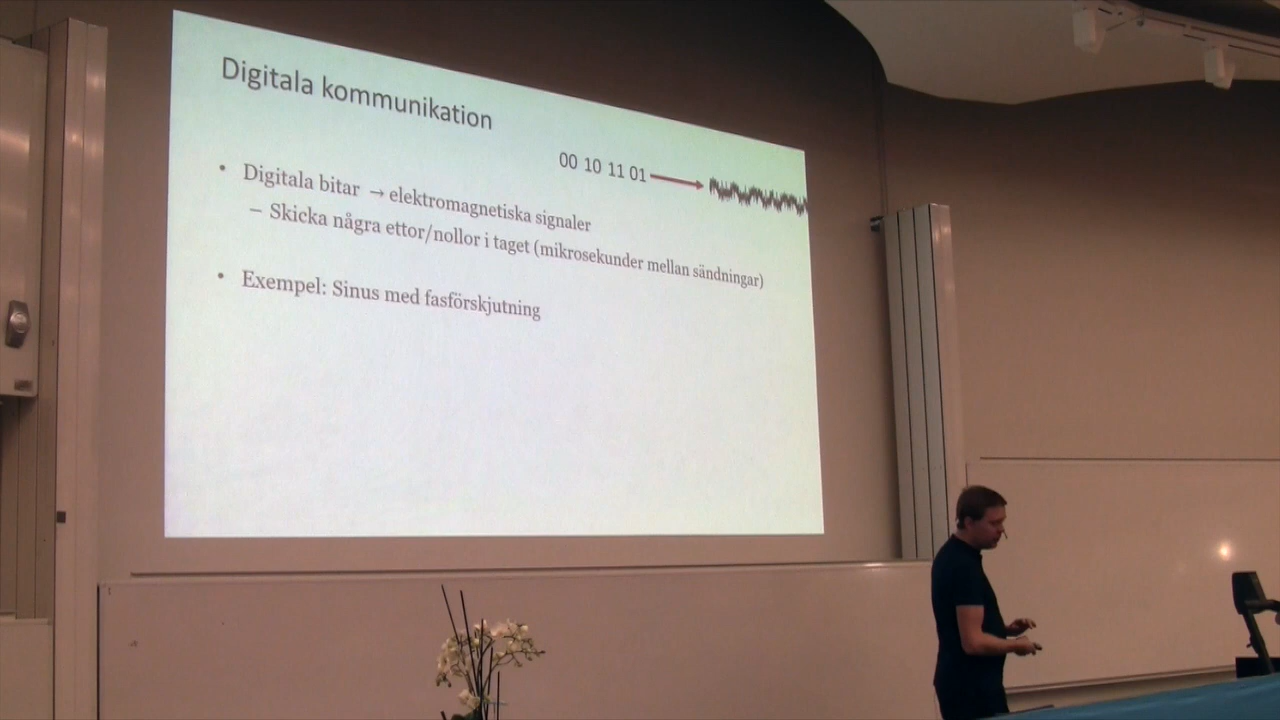 Digitala kommunikation
00 10 11 01
• Digitala bitar → elektromagnetiska signaler
– Skicka några ettor/nollor i taget (mikrosekunder mellan sändningar)
• Exempel: Sinus med fasförskjutning